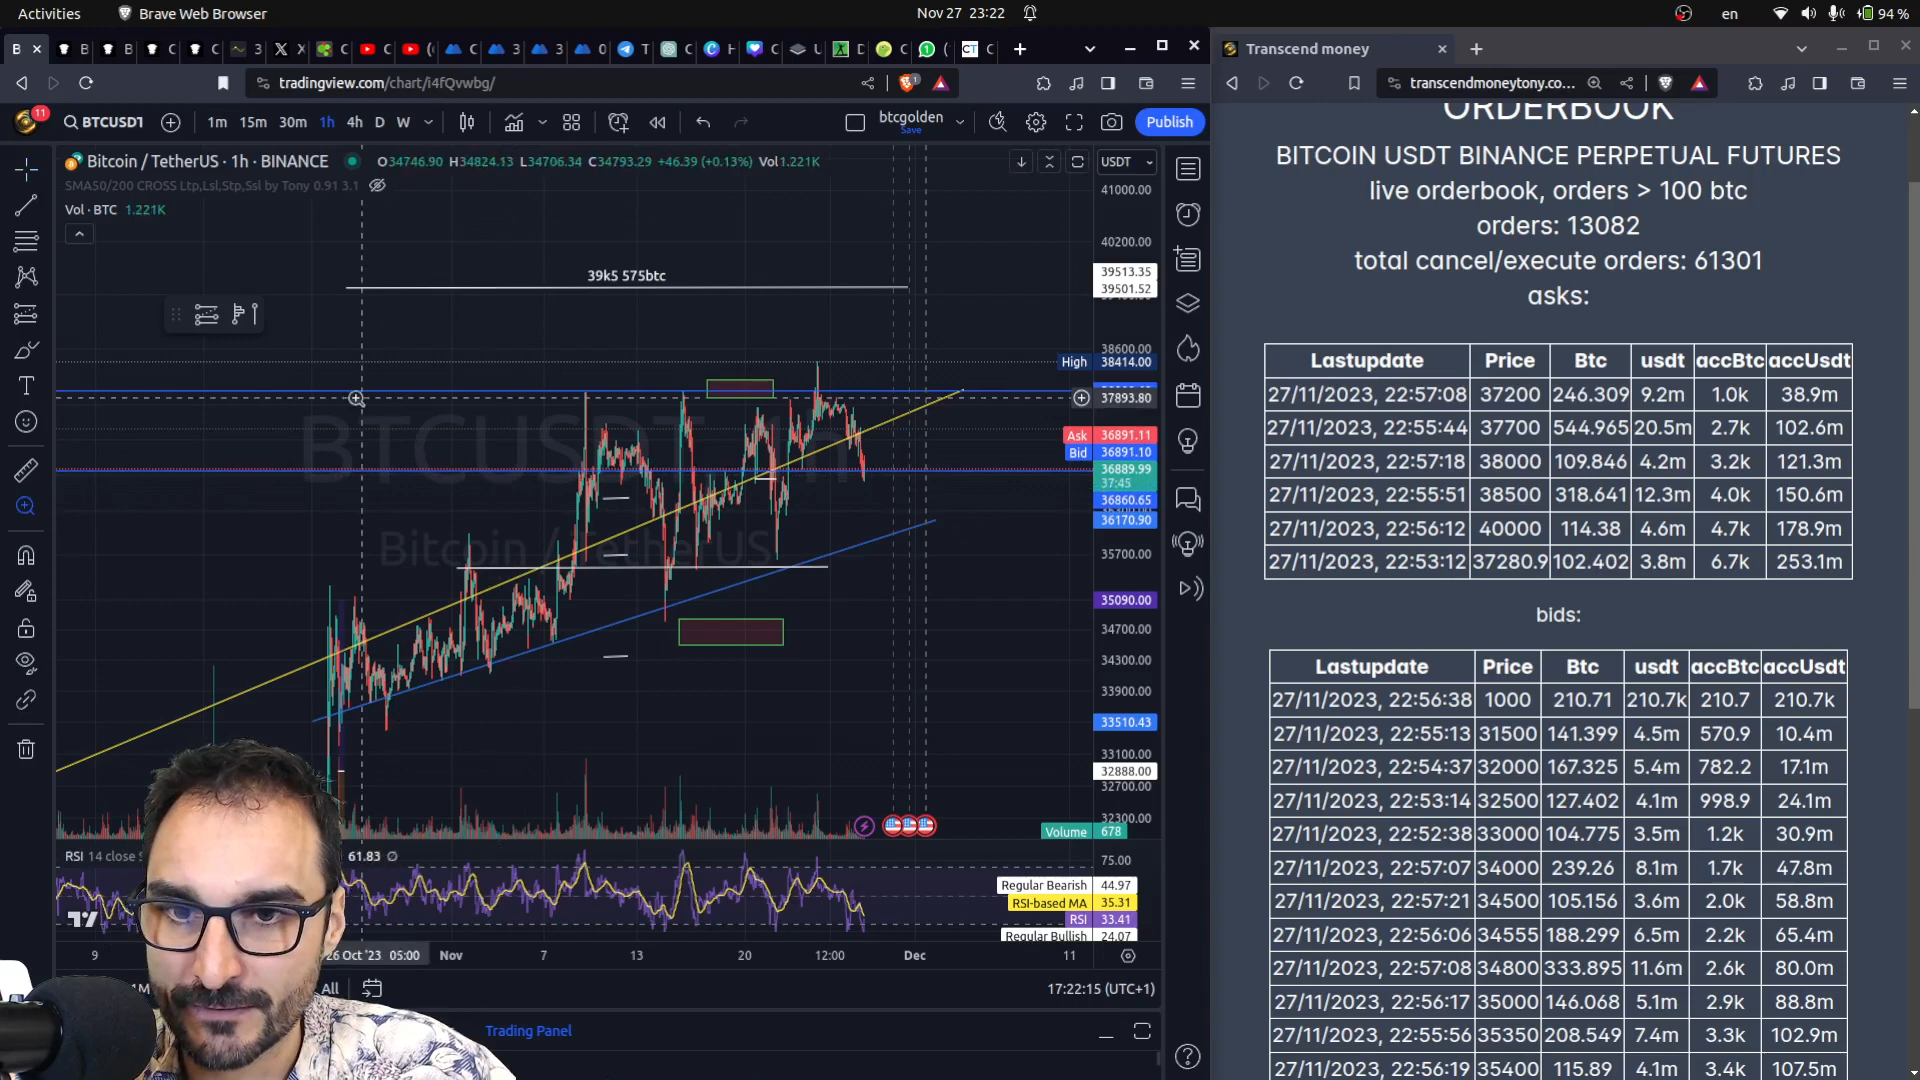 Activities
Brave Web Browser
Nov 27 23:22
en
94 %
tradingview.com/chart/i4fQvwbg/
11
BTCUSDT
1m 15m 30m 1h 4h D W
btcgolden
Save
Publish
Bitcoin / TetherUS · 1h · BINANCE
O34746.90 H34824.13 L34706.34 C34793.29 +46.39 (+0.13%) Vol1.221K
USDT
SMA50/200 CROSS Ltp,Lsl,Stp,Ssl by Tony 0.91 3.1
Vol · BTC 1.221K
41000.00
40200.00
39k5 575btc
39513.35
39501.52
38600.00
High 38414.00
37893.80
BTCUSDT, 1h
Bitcoin / TetherUS
Ask 36891.11
Bid 36891.10
36889.99
37:45
36860.65
36170.90
35700.00
35090.00
34700.00
34300.00
33900.00
33510.43
33100.00
32888.00
32700.00
32300.00
Volume 678
RSI 14 close
61.83 ∅
75.00
Regular Bearish 44.97
RSI-based MA 35.31
RSI 33.41
Regular Bullish 24.07
9
26 Oct '23 05:00
Nov
7
13
20
12:00
Dec
11
1M
All
17:22:15 (UTC+1)
Trading Panel
Transcend money
transcendmoneytony.co...
ORDERBOOK
BITCOIN USDT BINANCE PERPETUAL FUTURES
live orderbook, orders > 100 btc
orders: 13082
total cancel/execute orders: 61301
asks:
Lastupdate Price Btc usdt accBtc accUsdt
27/11/2023, 22:57:08 37200 246.309 9.2m 1.0k 38.9m
27/11/2023, 22:55:44 37700 544.965 20.5m 2.7k 102.6m
27/11/2023, 22:57:18 38000 109.846 4.2m 3.2k 121.3m
27/11/2023, 22:55:51 38500 318.641 12.3m 4.0k 150.6m
27/11/2023, 22:56:12 40000 114.38 4.6m 4.7k 178.9m
27/11/2023, 22:53:12 37280.9 102.402 3.8m 6.7k 253.1m
bids:
Lastupdate Price Btc usdt accBtc accUsdt
27/11/2023, 22:56:38 1000 210.71 210.7k 210.7 210.7k
27/11/2023, 22:55:13 31500 141.399 4.5m 570.9 10.4m
27/11/2023, 22:54:37 32000 167.325 5.4m 782.2 17.1m
27/11/2023, 22:53:14 32500 127.402 4.1m 998.9 24.1m
27/11/2023, 22:52:38 33000 104.775 3.5m 1.2k 30.9m
27/11/2023, 22:57:07 34000 239.26 8.1m 1.7k 47.8m
27/11/2023, 22:57:21 34500 105.156 3.6m 2.0k 58.8m
27/11/2023, 22:56:06 34555 188.299 6.5m 2.2k 65.4m
27/11/2023, 22:57:08 34800 333.895 11.6m 2.6k 80.0m
27/11/2023, 22:56:17 35000 146.068 5.1m 2.9k 88.8m
27/11/2023, 22:55:56 35350 208.549 7.4m 3.3k 102.9m
27/11/2023, 22:56:19 35400 115.89 4.1m 3.4k 107.5m